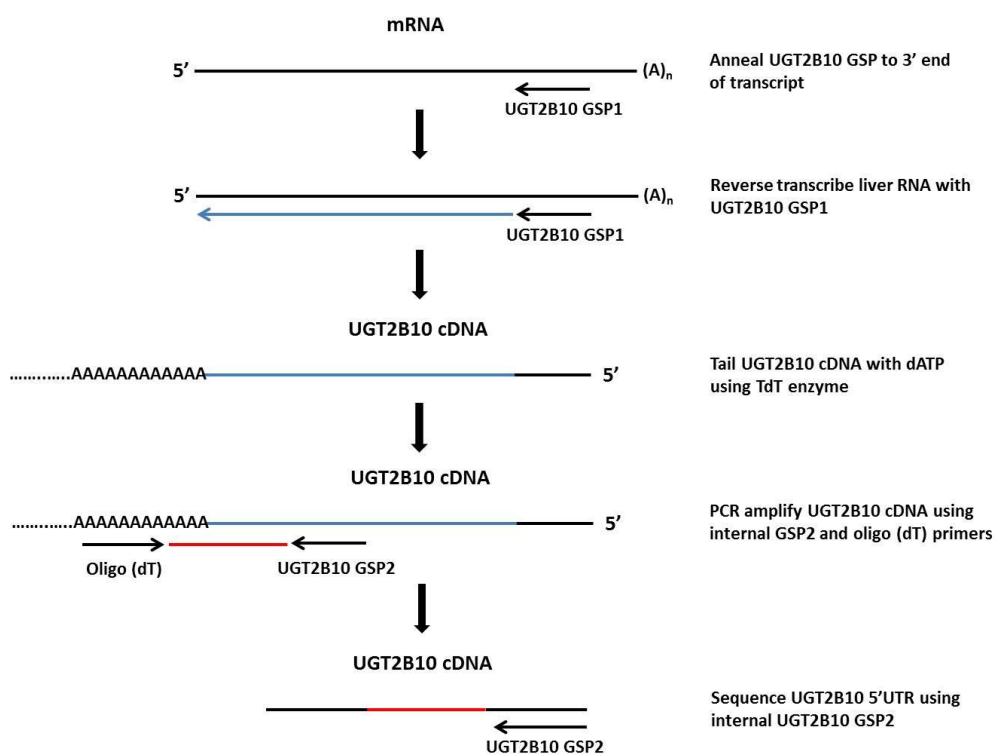 mRNA
5’
(A)n
UGT2B10 GSP1
Anneal UGT2B10 GSP to 3’ end
of transcript
5’
(A)n
UGT2B10 GSP1
Reverse transcribe liver RNA with
UGT2B10 GSP1
UGT2B10 cDNA
...........AAAAAAAAAAAA
5’
Tail UGT2B10 cDNA with dATP
using TdT enzyme
UGT2B10 cDNA
...........AAAAAAAAAAAA
5’
Oligo (dT)
UGT2B10 GSP2
PCR amplify UGT2B10 cDNA using
internal GSP2 and oligo (dT) primers
UGT2B10 cDNA
UGT2B10 GSP2
Sequence UGT2B10 5’UTR using
internal UGT2B10 GSP2